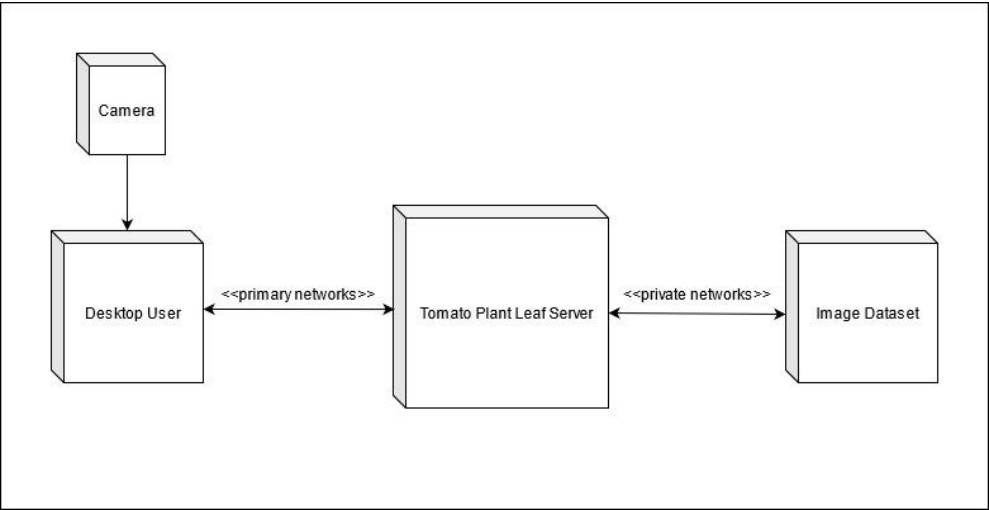 Camera
<<primary networks>>
<<private networks>>
Desktop User
Tomato Plant Leaf Server
Image Dataset